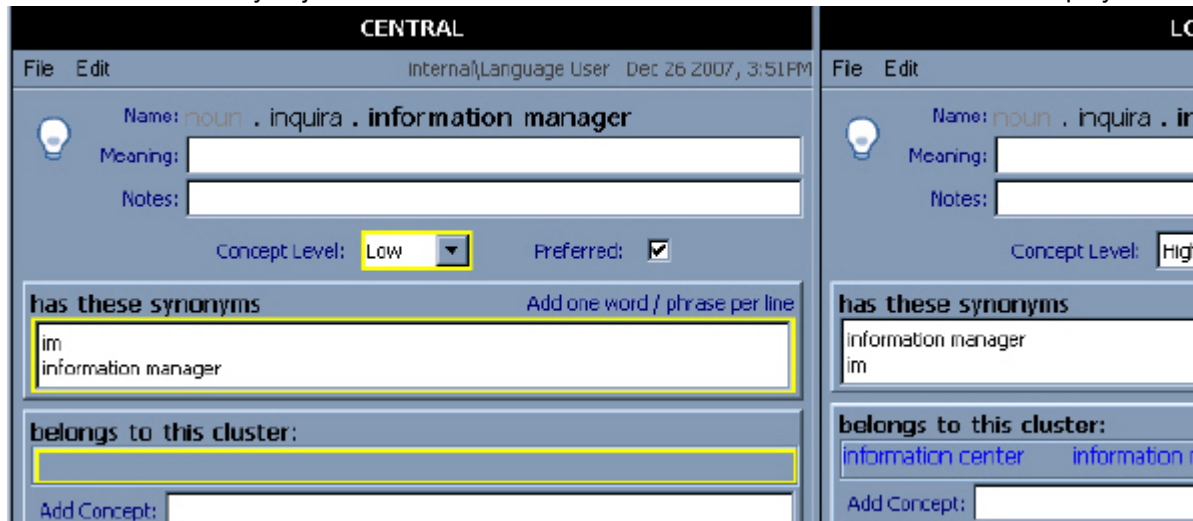 CENTRAL
File Edit internal\Language User Dec 26 2007, 3:51PM
Name: noun . inquira . information manager
Meaning:
Notes:
Concept Level: Low Preferred:
has these synonyms Add one word / phrase per line
im
information manager
belongs to this cluster:
Add Concept:
File Edit
Name: noun . inquira .
Meaning:
Notes:
Concept Level:
has these synonyms
information manager
im
belongs to this cluster:
information center information
Add Concept: